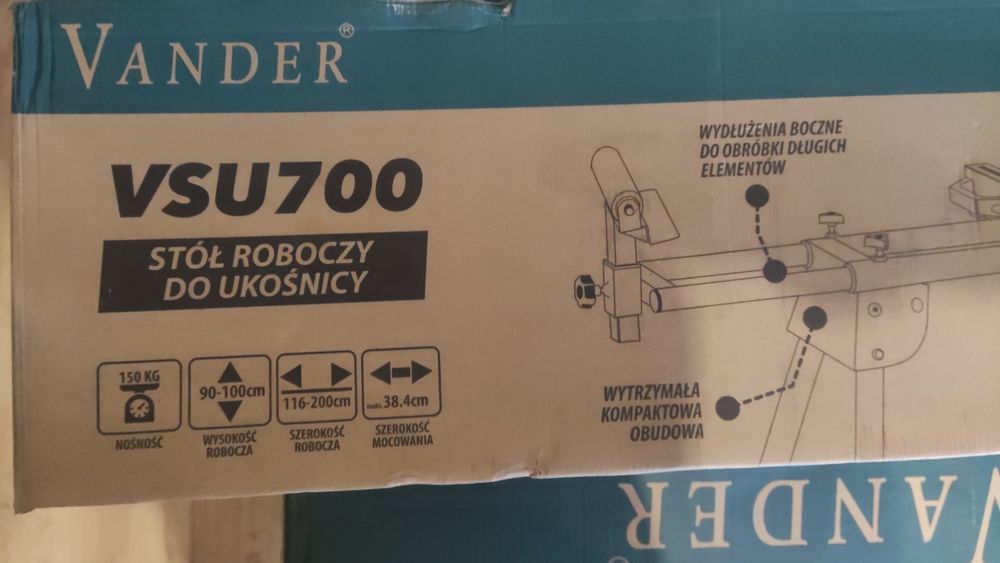 VANDER®
VSU700
STÓŁ ROBOCZY
DO UKOŚNICY
150 KG
NOŚNOŚĆ
90-100cm
WYSOKOŚĆ
ROBOCZA
116-200cm
SZEROKOŚĆ
ROBOCZA
maks. 38.4cm
SZEROKOŚĆ
MOCOWANIA
WYDŁUŻENIA BOCZNE
DO OBRÓBKI DŁUGICH
ELEMENTÓW
WYTRZYMAŁA
KOMPAKTOWA
OBUDOWA
VANDER®